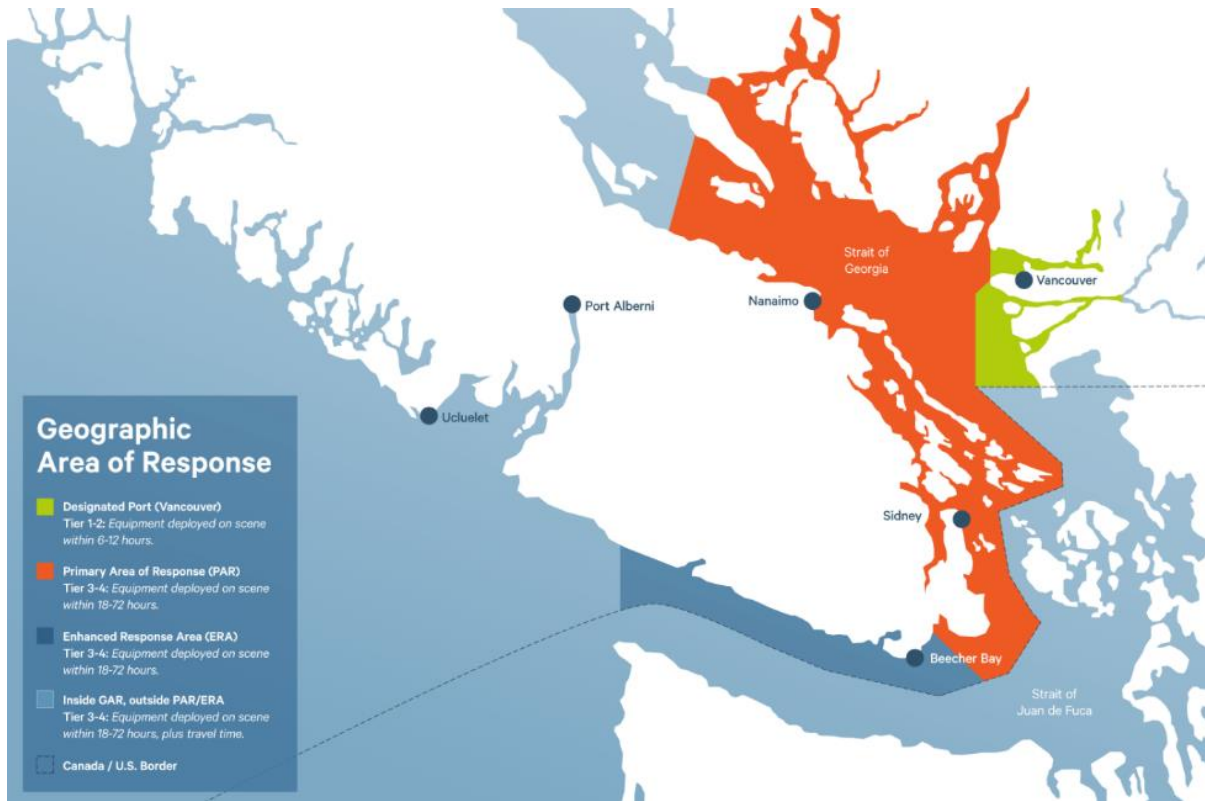 Strait of
Georgia
Vancouver
Nanaimo
Port Alberni
Ucluelet
Sidney
Beecher Bay
Strait of
Juan de Fuca
Geographic
Area of Response
Designated Port (Vancouver)
Tier 1-2: Equipment deployed on scene
within 6-12 hours.
Primary Area of Response (PAR)
Tier 3-4: Equipment deployed on scene
within 18-72 hours.
Enhanced Response Area (ERA)
Tier 3-4: Equipment deployed on scene
within 18-72 hours.
Inside GAR, outside PAR/ERA
Tier 3-4: Equipment deployed on scene
within 18-72 hours, plus travel time.
Canada / U.S. Border